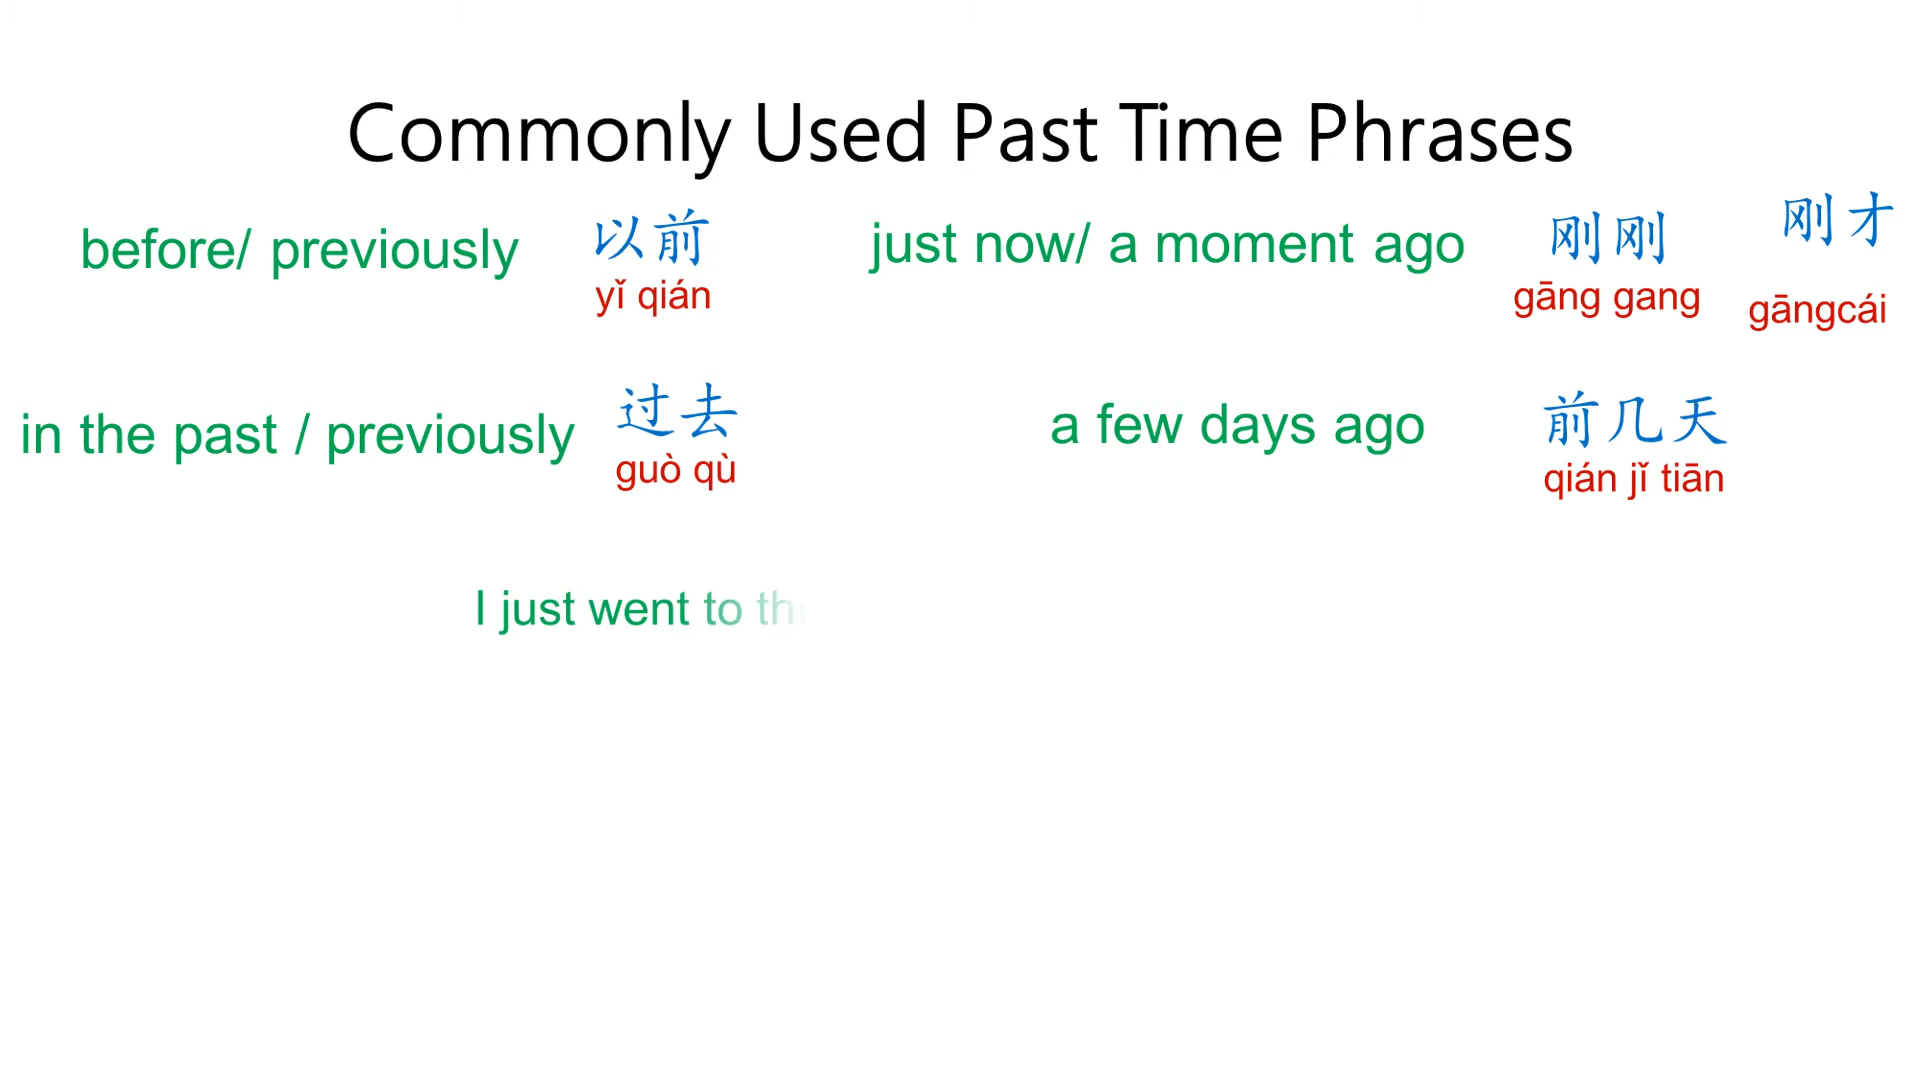 Commonly Used Past Time Phrases
before/ previously 以前
yǐ qián
just now/ a moment ago 刚刚 刚才
gāng gang gāngcái
in the past / previously 过去
guò qù
a few days ago 前几天
qián jǐ tiān
I just went to th